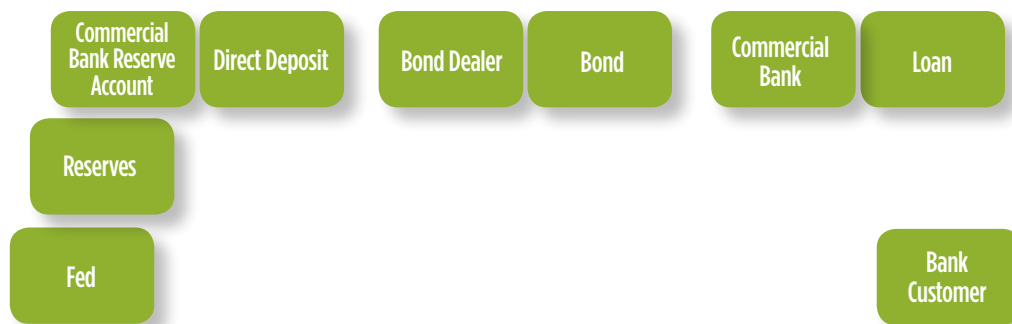 Commercial
Bank Reserve
Account
Direct Deposit
Bond Dealer
Bond
Commercial
Bank
Loan
Reserves
Fed
Bank
Customer